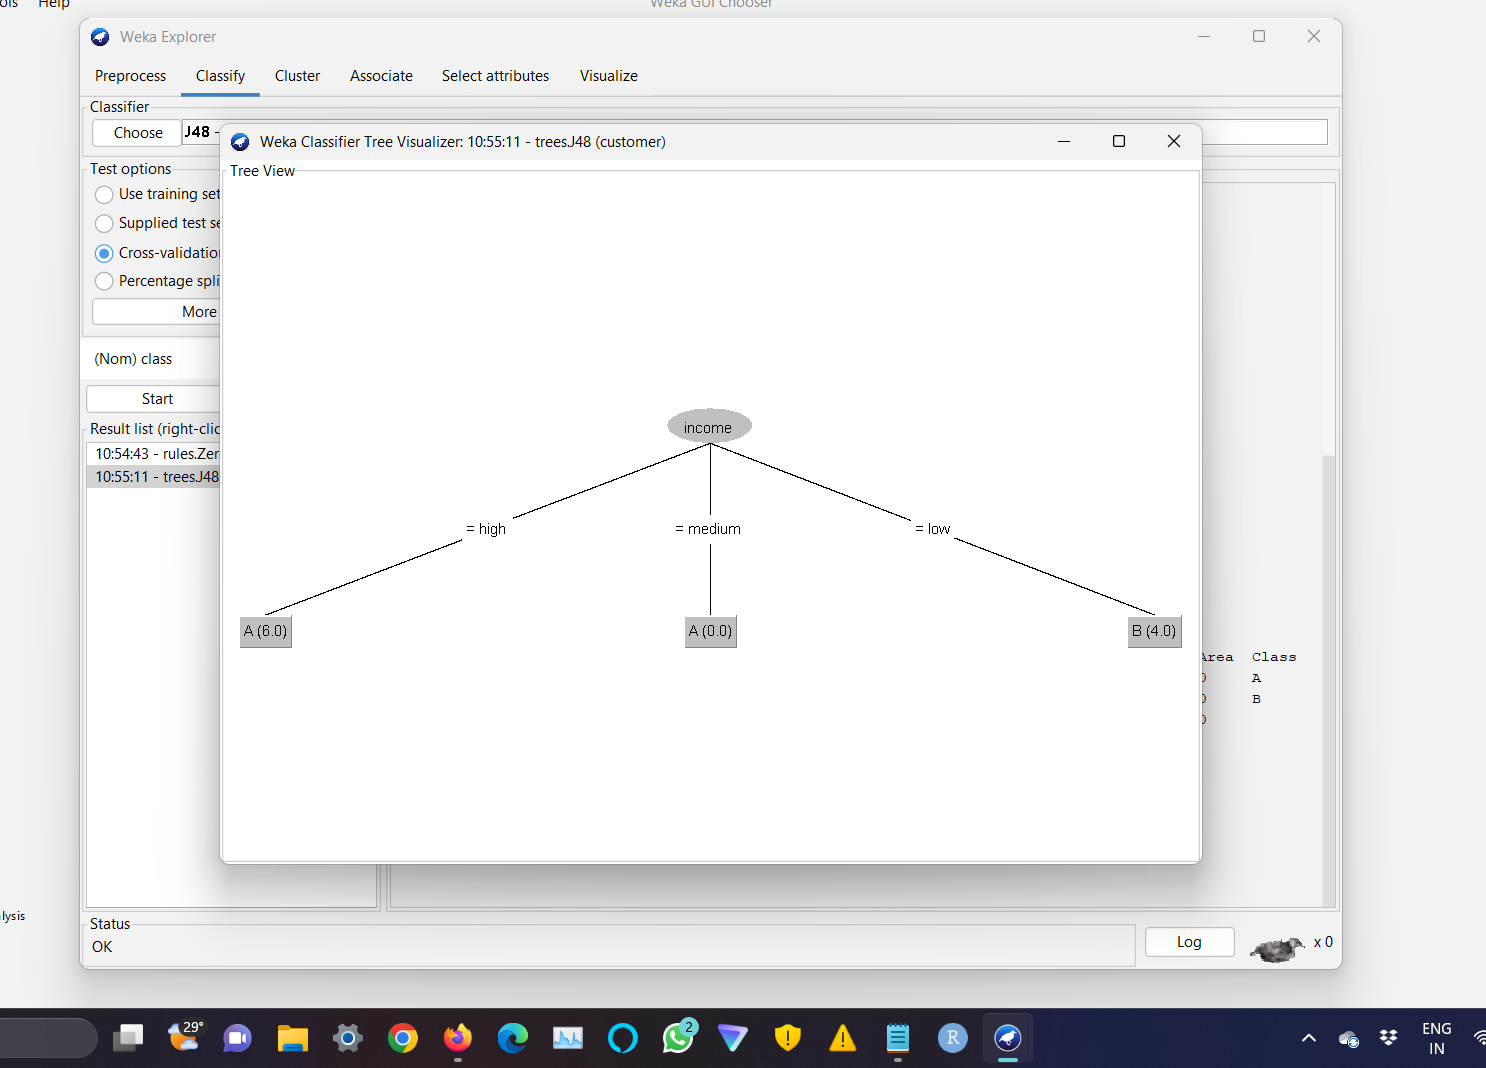 Help
Weka GUI Chooser
Weka Explorer
Preprocess Classify Cluster Associate Select attributes Visualize
Classifier
Choose J48 -
Weka Classifier Tree Visualizer: 10:55:11 - trees.J48 (customer)
Test options
Tree View
Use training set
Supplied test se
Cross-validation
Percentage spli
More
(Nom) class
Start
Result list (right-clic
10:54:43 - rules.Zer
10:55:11 - trees.J48
income
= high = medium = low
A (6.0) A (0.0) B (4.0)
Area Class
0 A
0 B
0
lysis
Status
OK
Log
x 0
29°
2
R
ENG
IN